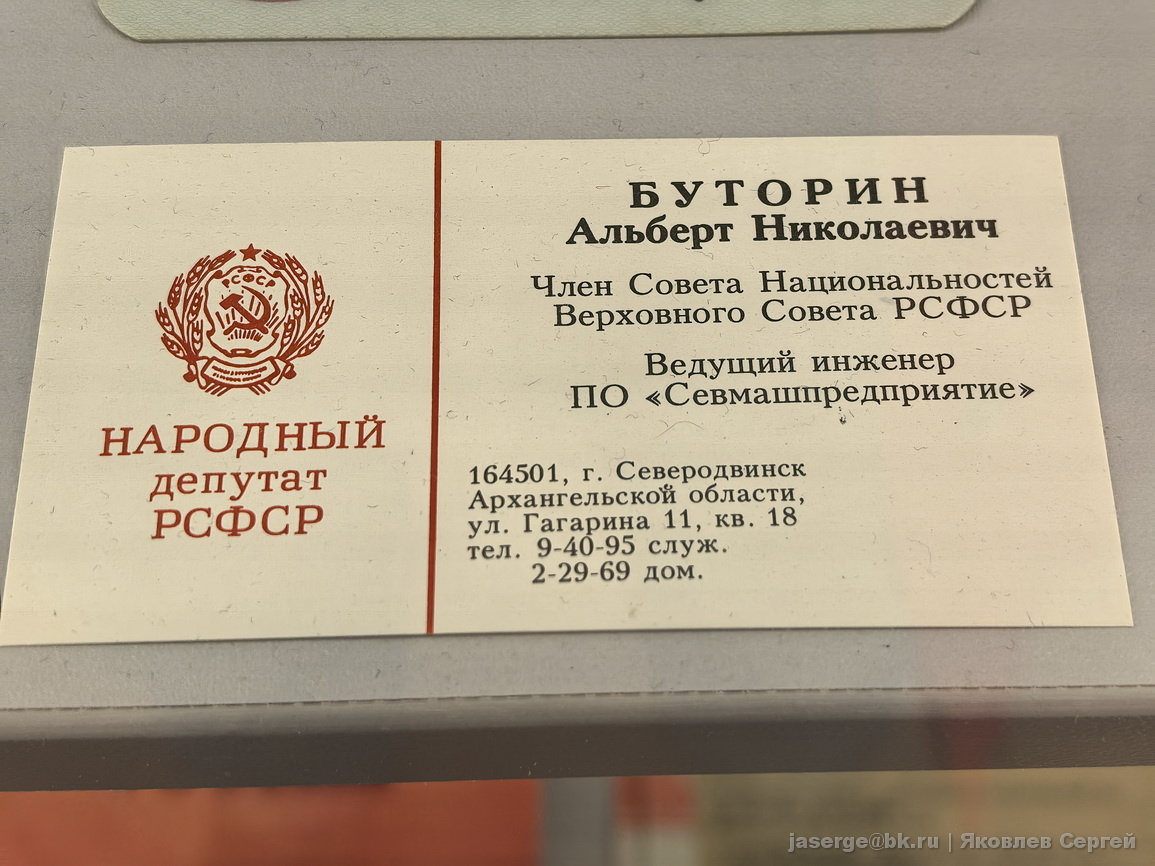 РСФСР
НАРОДНЫЙ
депутат
РСФСР
БУТОРИН
Альберт Николаевич
Член Совета Национальностей
Верховного Совета РСФСР
Ведущий инженер
ПО «Севмашпредприятие»
164501, г. Северодвинск
Архангельской области,
ул. Гагарина 11, кв. 18
тел. 9-40-95 служ.
2-29-69 дом.
jaserge@bk.ru | Яковлев Сергей